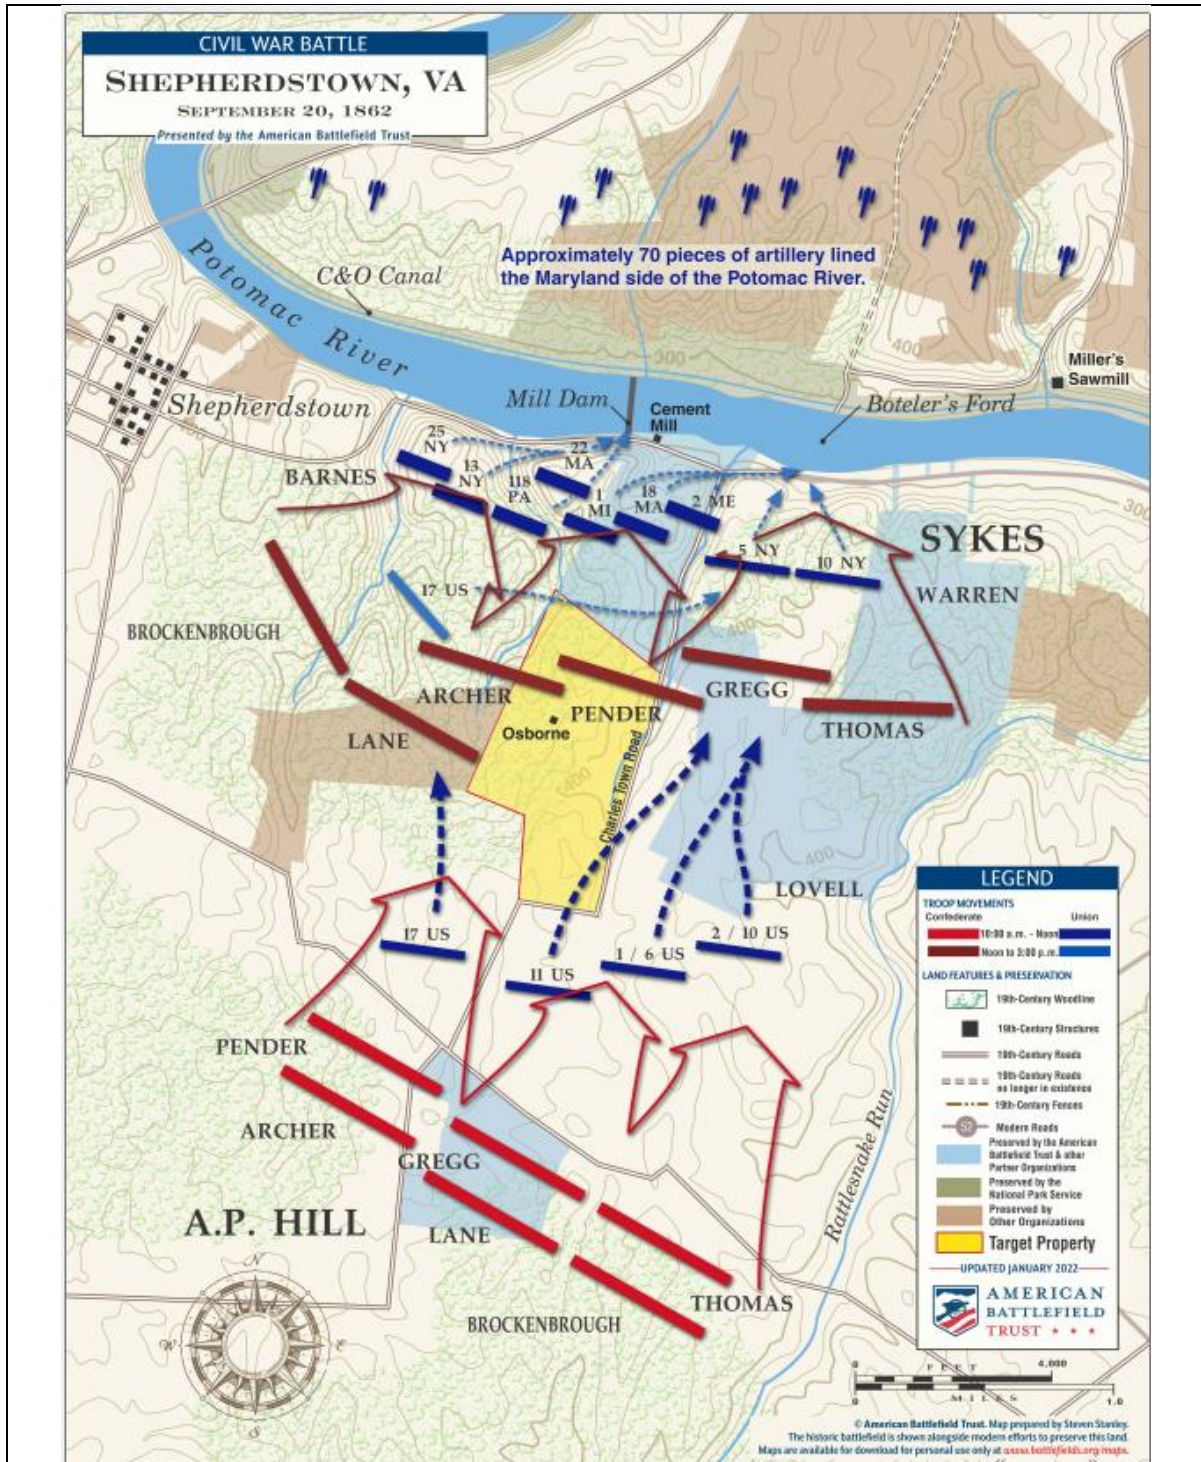 CIVIL WAR BATTLE
SHEPHERDSTOWN, VA
SEPTEMBER 20, 1862
Presented by the American Battlefield Trust
Approximately 70 pieces of artillery lined
the Maryland side of the Potomac River.
C&O Canal
Potomac River
300
400
Miller's
Sawmill
Shepherdstown
Mill Dam
Cement
Mill
Boteler's Ford
BARNES
25
NY
13
NY
118
PA
22
MA
1
MI
18
MA
2 ME
300
5 NY
10 NY
SYKES
WARREN
17 US
400
BROCKENBROUGH
ARCHER
PENDER
GREGG
THOMAS
LANE
Osborne
400
Charles Town Road
400
LOVELL
17 US
11 US
1 / 6 US
2 / 10 US
PENDER
ARCHER
GREGG
LANE
A.P. HILL
THOMAS
BROCKENBROUGH
Rattlesnake Run
N
W
E
S
LEGEND
TROOP MOVEMENTS
Confederate
Union
10:00 a.m. - Noon
Noon to 3:00 p.m.
LAND FEATURES & PRESERVATION
19th-Century Woodline
19th-Century Structures
19th-Century Roads
19th-Century Roads
no longer in existence
19th-Century Fences
Modern Roads
Preserved by the American
Battlefield Trust & other
Partner Organizations
Preserved by the
National Park Service
Preserved by
Other Organizations
Target Property
UPDATED JANUARY 2022
AMERICAN
BATTLEFIELD
TRUST
0 FEET 4,000
0 MILES 1.0
© American Battlefield Trust. Map prepared by Steven Stanley.
The historic battlefield is shown alongside modern efforts to preserve this land.
Maps are available for download for personal use only at www.battlefields.org/maps.